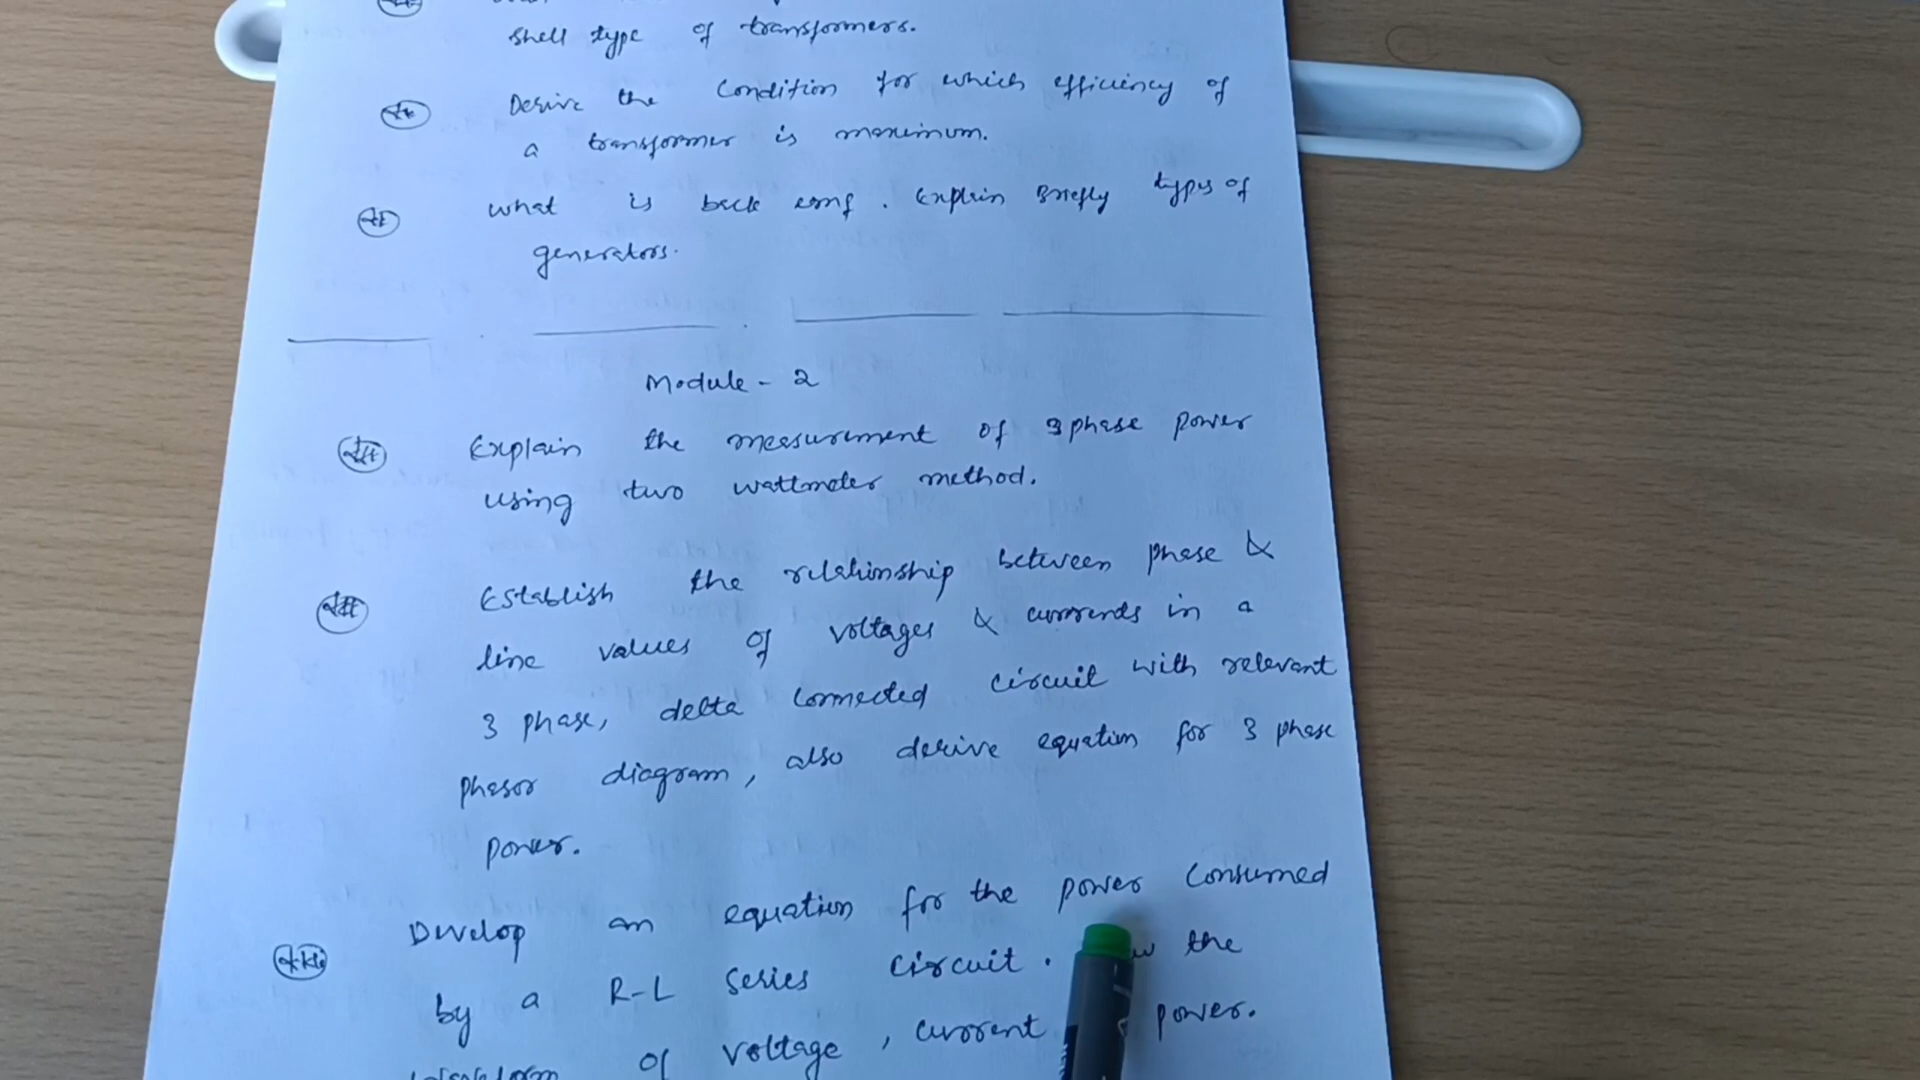 shell type of transformers.
Derive the condition for which efficiency of
a transformer is maximum.
what is back emf. Explain Briefly types of
generators.
Module - 2
Explain the measurement of 3 phase power
using two wattmeter method.
Establish the relationship between phase &
line values of voltages & currents in a
3 phase, delta connected circuit with relevant
phasor diagram, also derive equation for 3 phase
power.
Develop an equation for the power consumed
by a R-L series circuit. the
of voltage, current power.